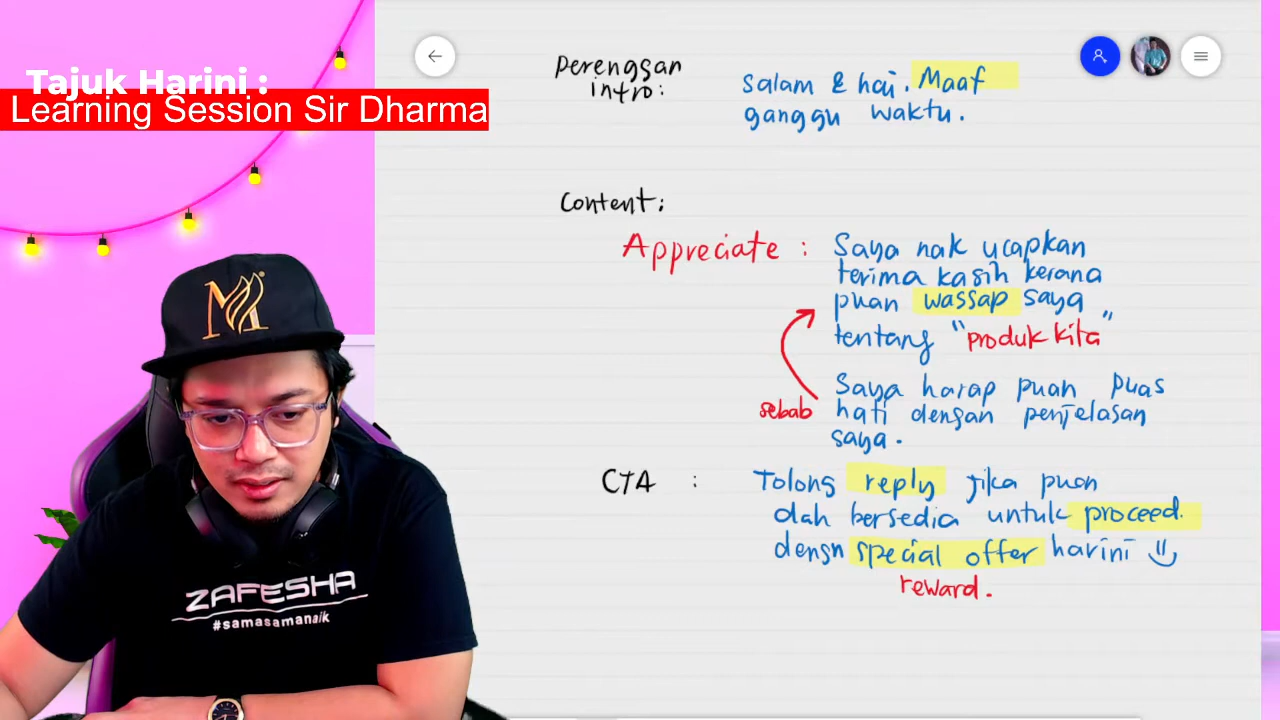 Tajuk Harini :
Learning Session Sir Dharma
Perenggan
intro:
salam & hai. Maaf
ganggu waktu.
Content:
Appreciate : Saya nak ucapkan
terima kasih kerana
puan wassap saya
tentang "produk kita"
Saya harap puan puas
sebab hati dengan penjelasan
saya.
CTA : Tolong reply jika puan
dah bersedia untuk proceed.
dengn special offer harini
reward.
M
ZAFESHA
#samasamanaik